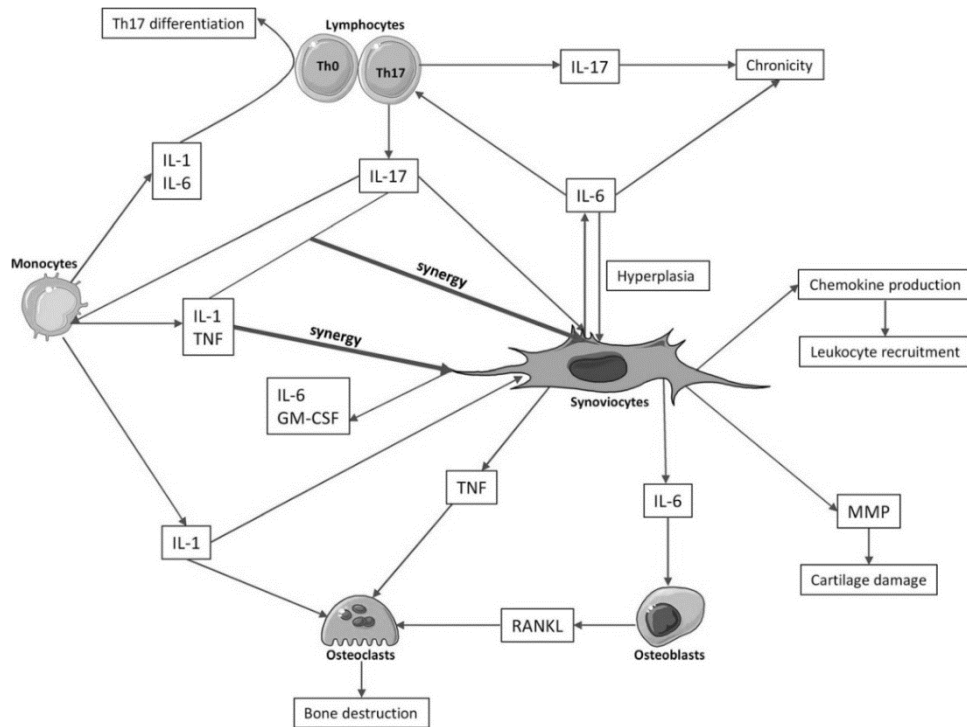 Th17 differentiation
Lymphocytes
Th0
Th17
IL-17
Chronicity
IL-1
IL-6
IL-17
IL-6
Monocytes
synergy
Hyperplasia
Chemokine production
IL-1
TNF
synergy
Leukocyte recruitment
IL-6
GM-CSF
Synoviocytes
TNF
IL-6
MMP
IL-1
Cartilage damage
RANKL
Osteoclasts
Osteoblasts
Bone destruction